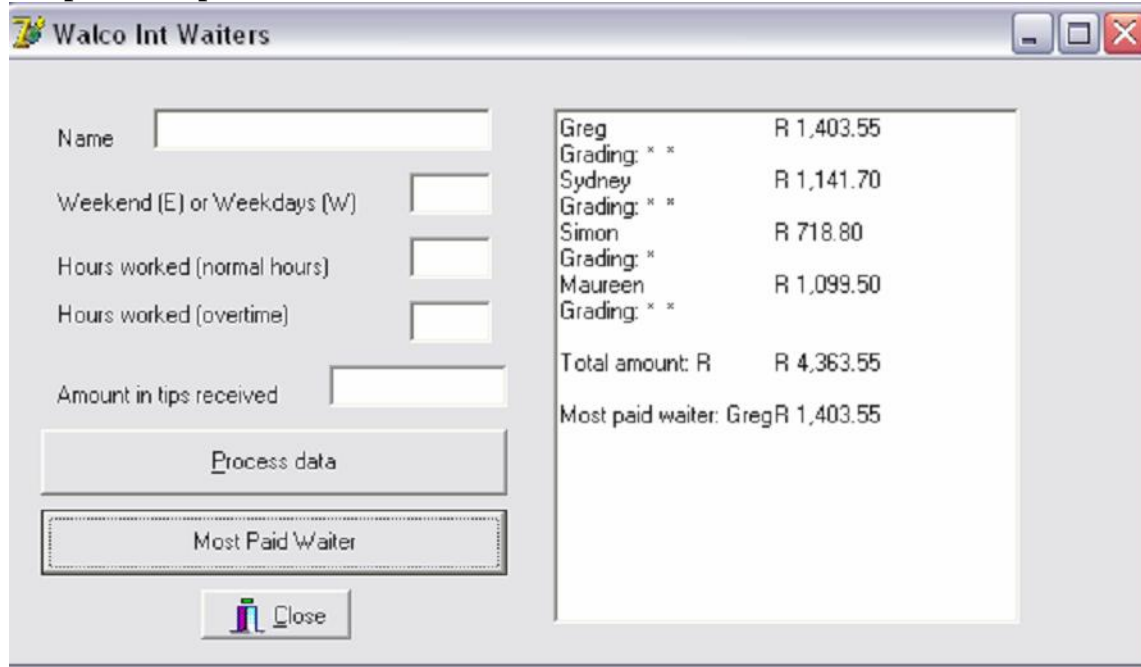 Walco Int Waiters
Name
Weekend (E) or Weekdays (W)
Hours worked (normal hours)
Hours worked (overtime)
Amount in tips received
Process data
Most Paid Waiter
Close
Greg R 1,403.55
Grading: * *
Sydney R 1,141.70
Grading: * *
Simon R 718.80
Grading: *
Maureen R 1,099.50
Grading: * *
Total amount: R R 4,363.55
Most paid waiter: GregR 1,403.55